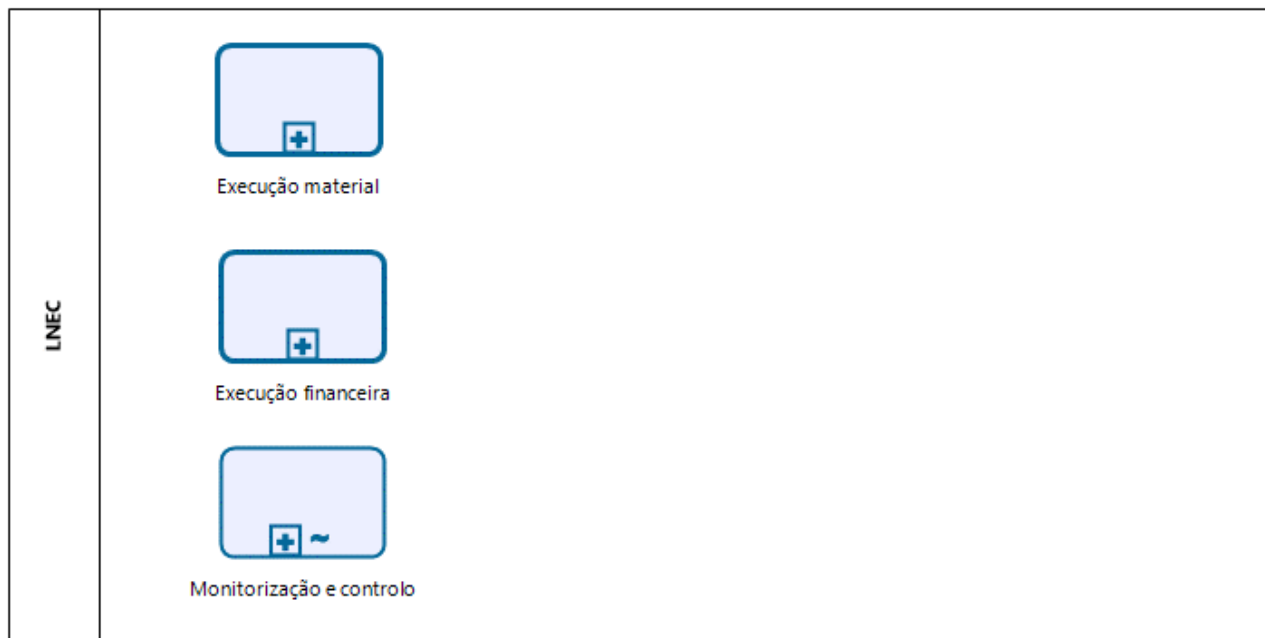 LNEC
Execução material
Execução financeira
Monitorização e controlo